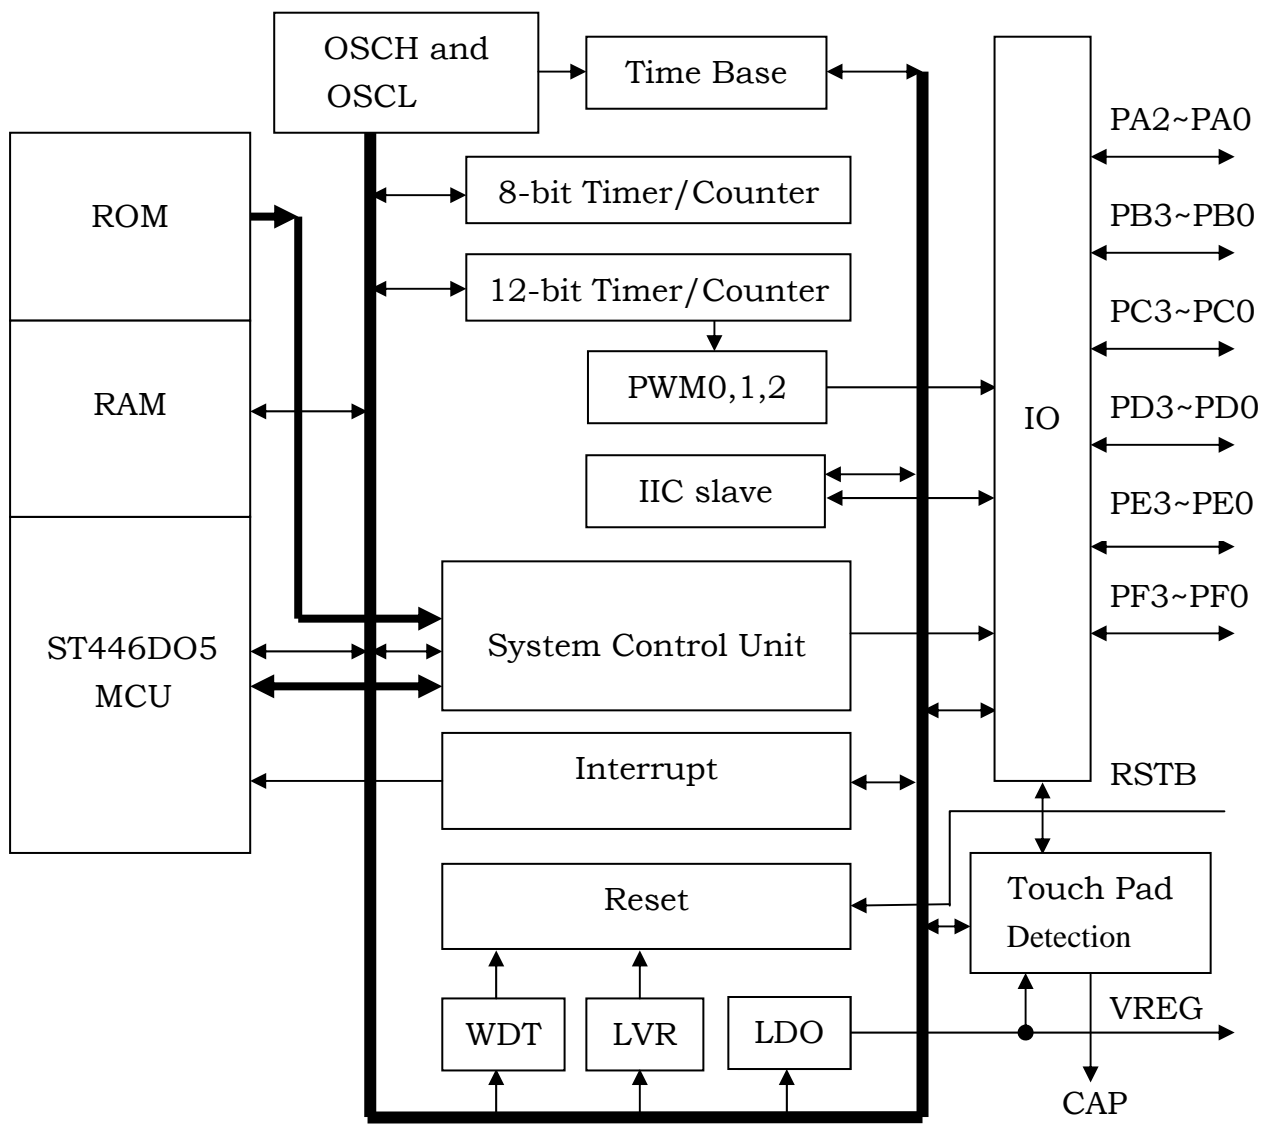 OSCH and
OSCL
Time Base
PA2~PA0
8-bit Timer/Counter
ROM
PB3~PB0
12-bit Timer/Counter
PC3~PC0
PWM0,1,2
RAM
IO
PD3~PD0
IIC slave
PE3~PE0
PF3~PF0
ST446DO5
MCU
System Control Unit
Interrupt
RSTB
Reset
Touch Pad
Detection
VREG
WDT
LVR
LDO
CAP